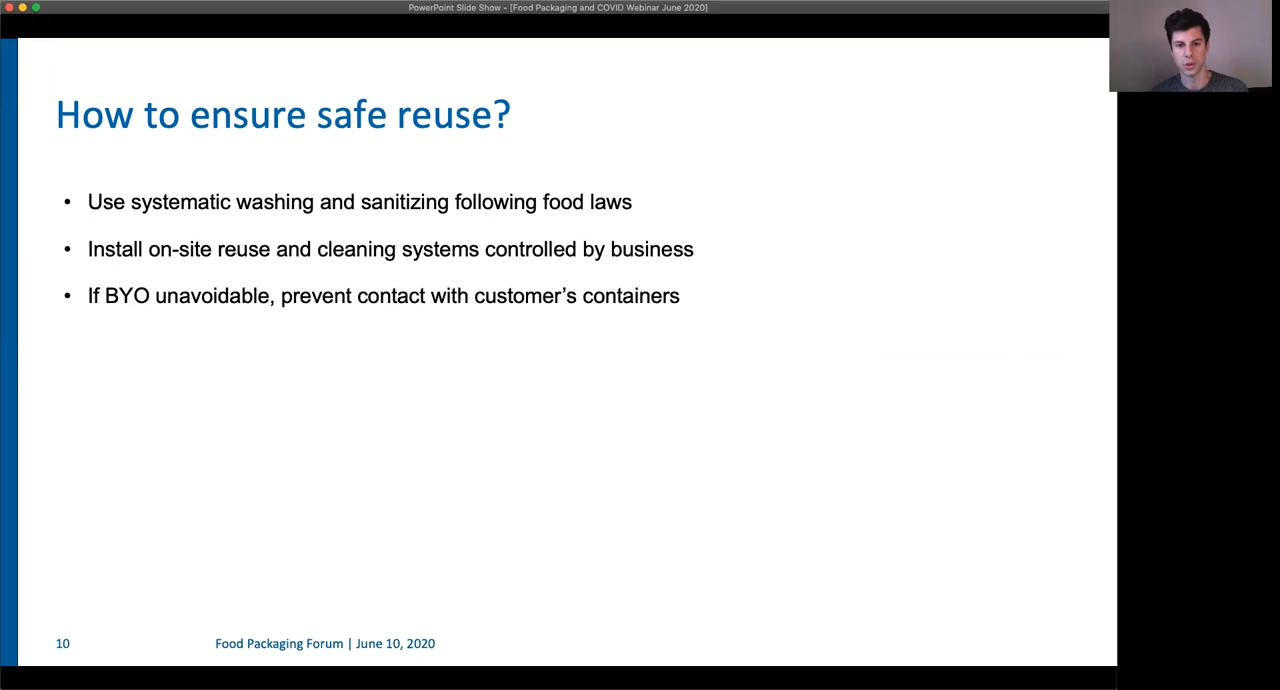 PowerPoint Slide Show - [Food Packaging and COVID Webinar June 2020]
How to ensure safe reuse?
• Use systematic washing and sanitizing following food laws
• Install on-site reuse and cleaning systems controlled by business
• If BYO unavoidable, prevent contact with customer’s containers
10 Food Packaging Forum | June 10, 2020